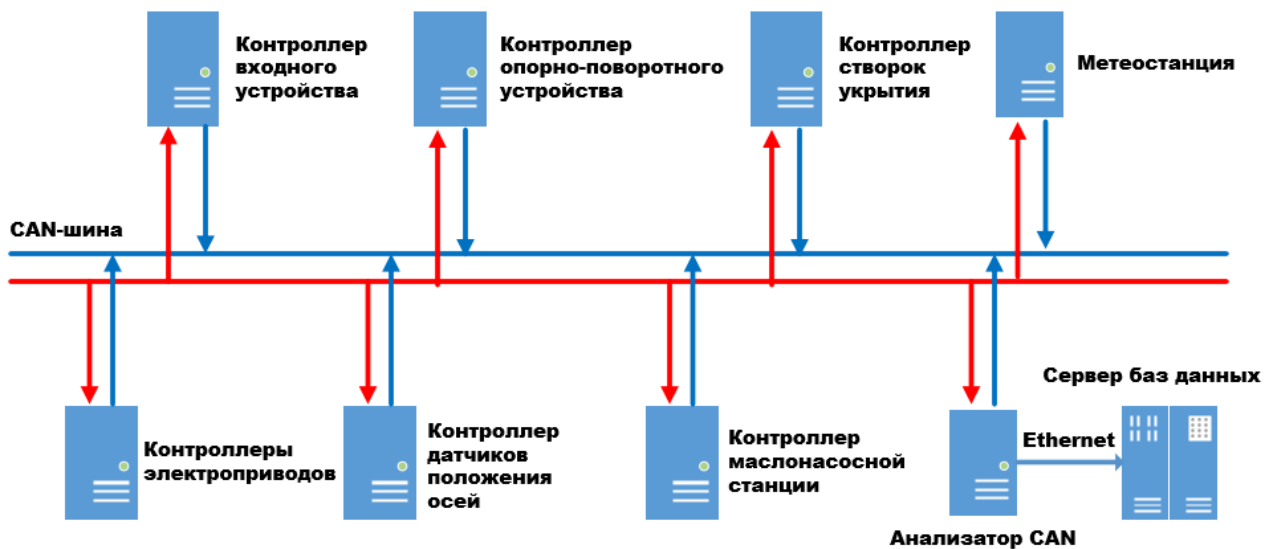 Контроллер
входного
устройства
Контроллер
опорно-поворотного
устройства
Контроллер
створок
укрытия
Метеостанция
CAN-шина
Контроллеры
электроприводов
Контроллер
датчиков
положения
осей
Контроллер
маслонасосной
станции
Сервер баз данных
Ethernet
Анализатор CAN